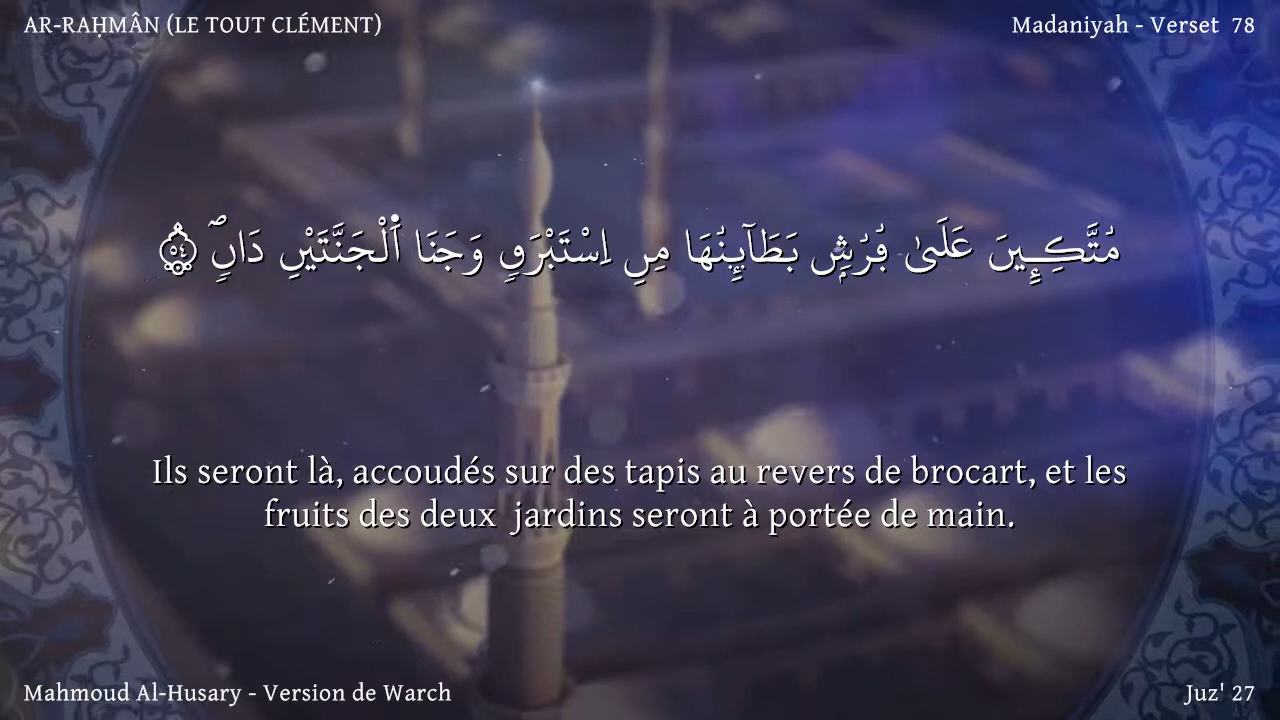 AR-RAḤMÂN (LE TOUT CLÉMENT)
Madaniyah - Verset  78
مُتَّكِـِٕينَ عَلَىٰ فُرُشِۭ بَطَآئِنُهَا مِنِ اِسْتَبْرَقٖ وَجَنَا اَ۬لْجَنَّتَيْنِ دَانٖۖ ٥٤
Ils seront là, accoudés sur des tapis au revers de brocart, et les
fruits des deux  jardins seront à portée de main.
Mahmoud Al-Husary - Version de Warch
Juz' 27